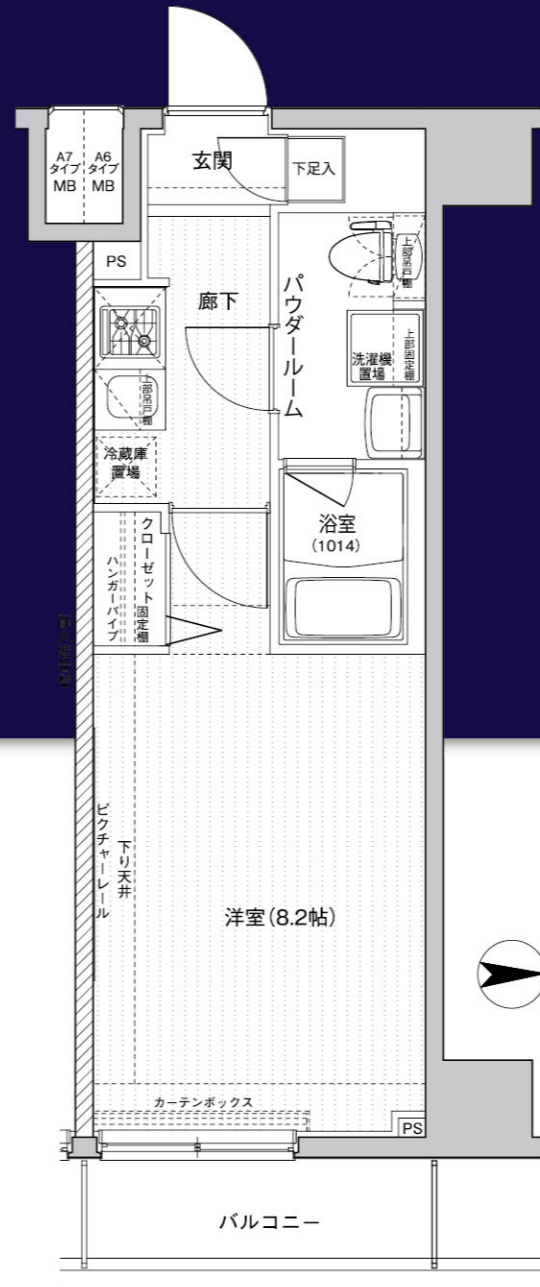 A7
タイプ
MB
A6
タイプ
MB
玄関
下足入
PS
廊下
パウダールーム
上部吊戸棚
洗濯機
置場
上部固定棚
上部吊戸棚
冷蔵庫
置場
浴室
(1014)
クローゼット
固定棚
ハンガーパイプ
ピクチャーレール
下り天井
洋室(8.2帖)
カーテンボックス
PS
バルコニー